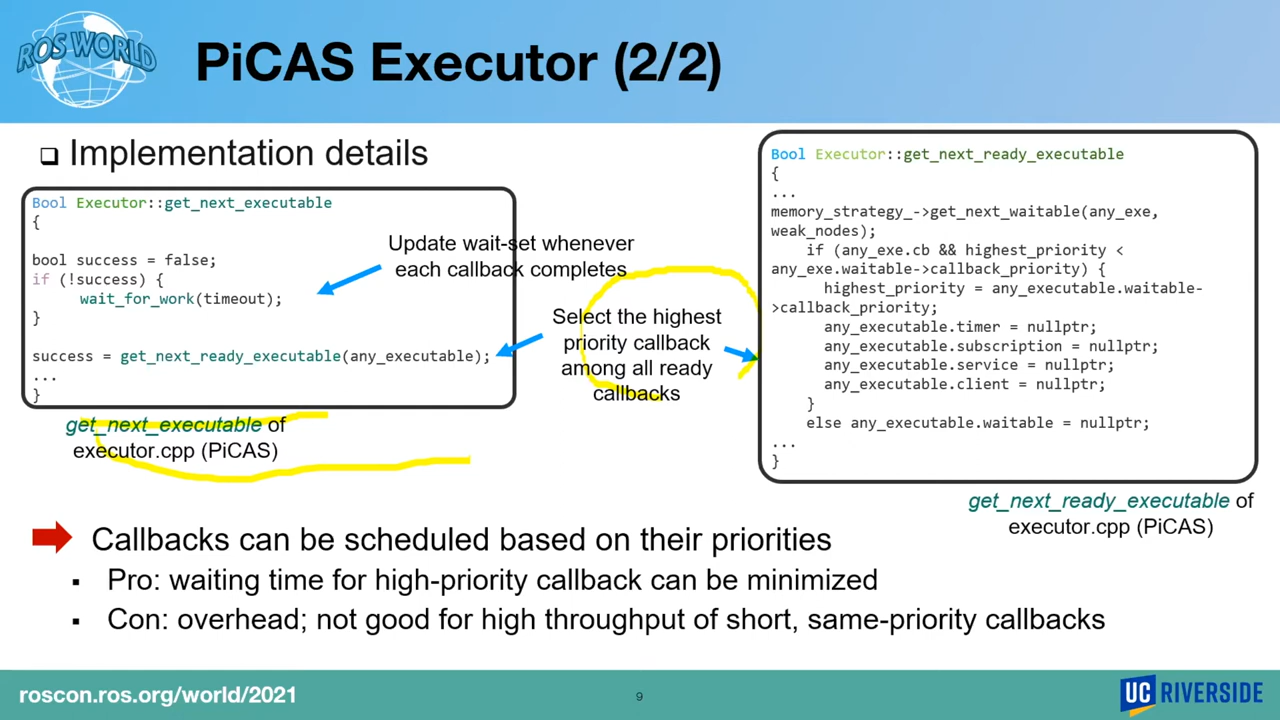 ROS WORLD
PiCAS Executor (2/2)
❑ Implementation details
Bool Executor::get_next_executable
{
bool success = false;
if (!success) {
wait_for_work(timeout);
}
success = get_next_ready_executable(any_executable);
...
}
get_next_executable of
executor.cpp (PiCAS)
Update wait-set whenever
each callback completes
Select the highest
priority callback
among all ready
callbacks
Bool Executor::get_next_ready_executable
{
...
memory_strategy_->get_next_waitable(any_exe,
weak_nodes);
if (any_exe.cb && highest_priority <
any_exe.waitable->callback_priority) {
highest_priority = any_executable.waitable-
>callback_priority;
any_executable.timer = nullptr;
any_executable.subscription = nullptr;
any_executable.service = nullptr;
any_executable.client = nullptr;
}
else any_executable.waitable = nullptr;
...
}
get_next_ready_executable of
executor.cpp (PiCAS)
Callbacks can be scheduled based on their priorities
▪ Pro: waiting time for high-priority callback can be minimized
▪ Con: overhead; not good for high throughput of short, same-priority callbacks
roscon.ros.org/world/2021
9
UC RIVERSIDE